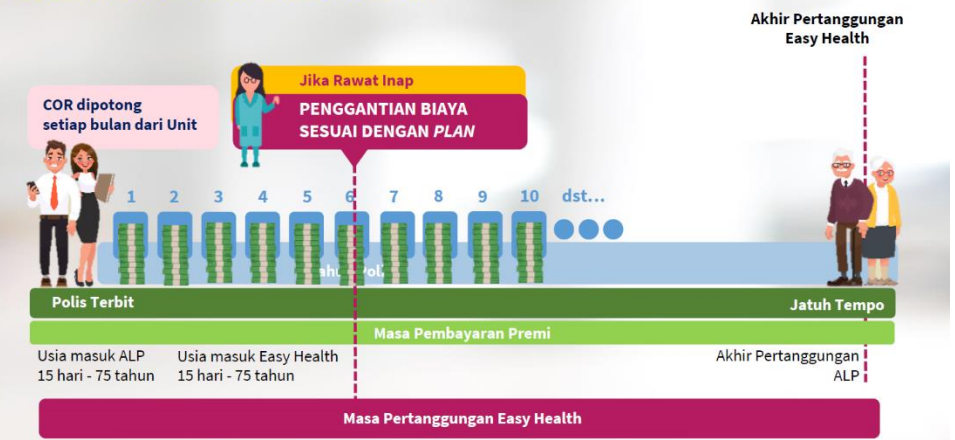 Akhir Pertanggungan
Easy Health
Jika Rawat Inap
PENGGANTIAN BIAYA
SESUAI DENGAN PLAN
COR dipotong
setiap bulan dari Unit
1 2 3 4 5 6 7 8 9 10 dst...
Polis Terbit
Jatuh Tempo
Masa Pembayaran Premi
Usia masuk ALP
15 hari - 75 tahun
Usia masuk Easy Health
15 hari - 75 tahun
Akhir Pertanggungan
ALP
Masa Pertanggungan Easy Health